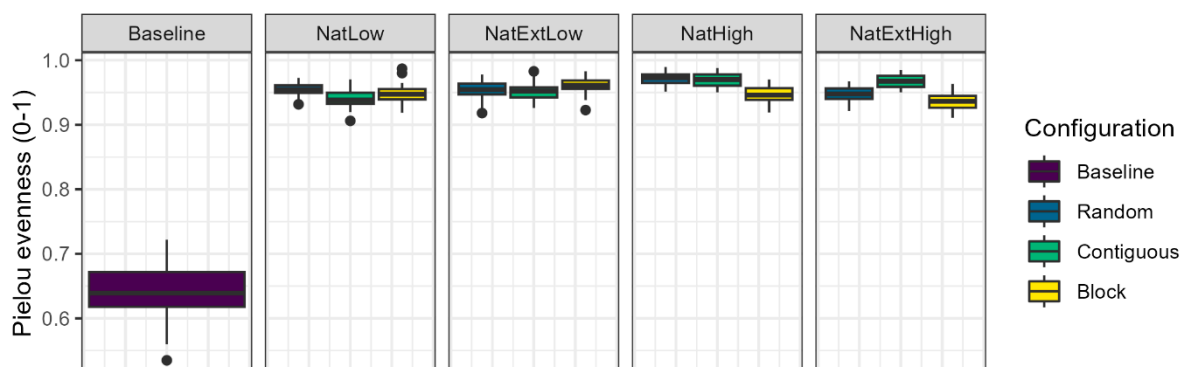 Baseline NatLow NatExtLow NatHigh NatExtHigh
Pielou evenness (0-1)
1.0
0.9
0.8
0.7
0.6
Configuration
Baseline
Random
Contiguous
Block